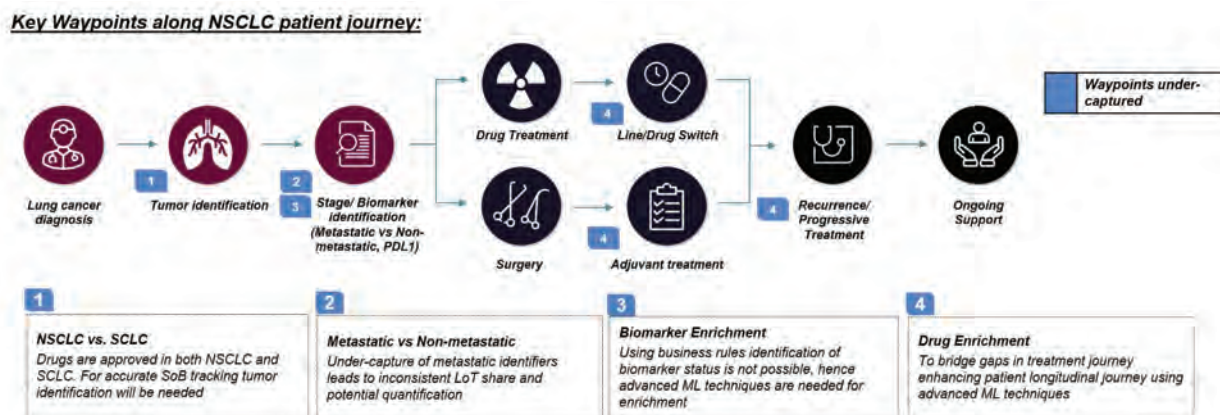 Key Waypoints along NSCLC patient journey:
Waypoints under-
captured
Drug Treatment
4
Line/Drug Switch
Lung cancer
diagnosis
1
Tumor identification
2
3
Stage/ Biomarker
identification
(Metastatic vs Non-
metastatic, PDL1)
Surgery
4
Adjuvant treatment
4
Recurrence/
Progressive
Treatment
Ongoing
Support
1
NSCLC vs. SCLC
Drugs are approved in both NSCLC and
SCLC. For accurate SoB tracking tumor
identification will be needed
2
Metastatic vs Non-metastatic
Under-capture of metastatic identifiers
leads to inconsistent LoT share and
potential quantification
3
Biomarker Enrichment
Using business rules identification of
biomarker status is not possible, hence
advanced ML techniques are needed for
enrichment
4
Drug Enrichment
To bridge gaps in treatment journey
enhancing patient longitudinal journey using
advanced ML techniques